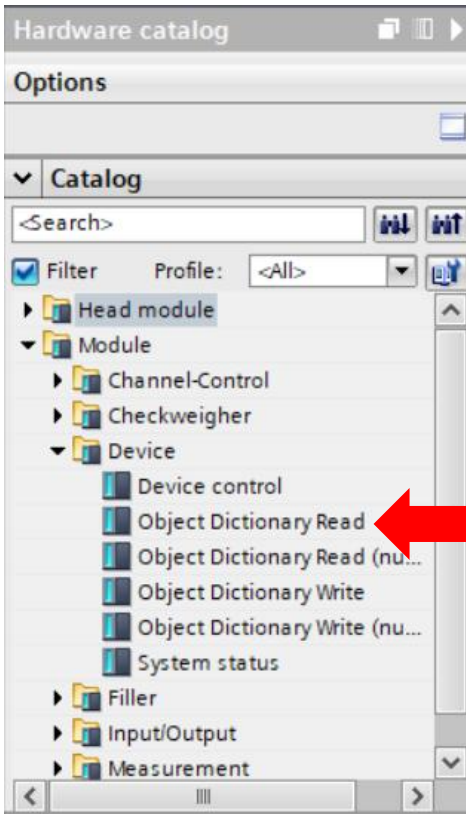 Hardware catalog
Options
Catalog
<Search>
Filter Profile: <All>
Head module
Module
Channel-Control
Checkweigher
Device
Device control
Object Dictionary Read
Object Dictionary Read (nu...
Object Dictionary Write
Object Dictionary Write (nu...
System status
Filler
Input/Output
Measurement